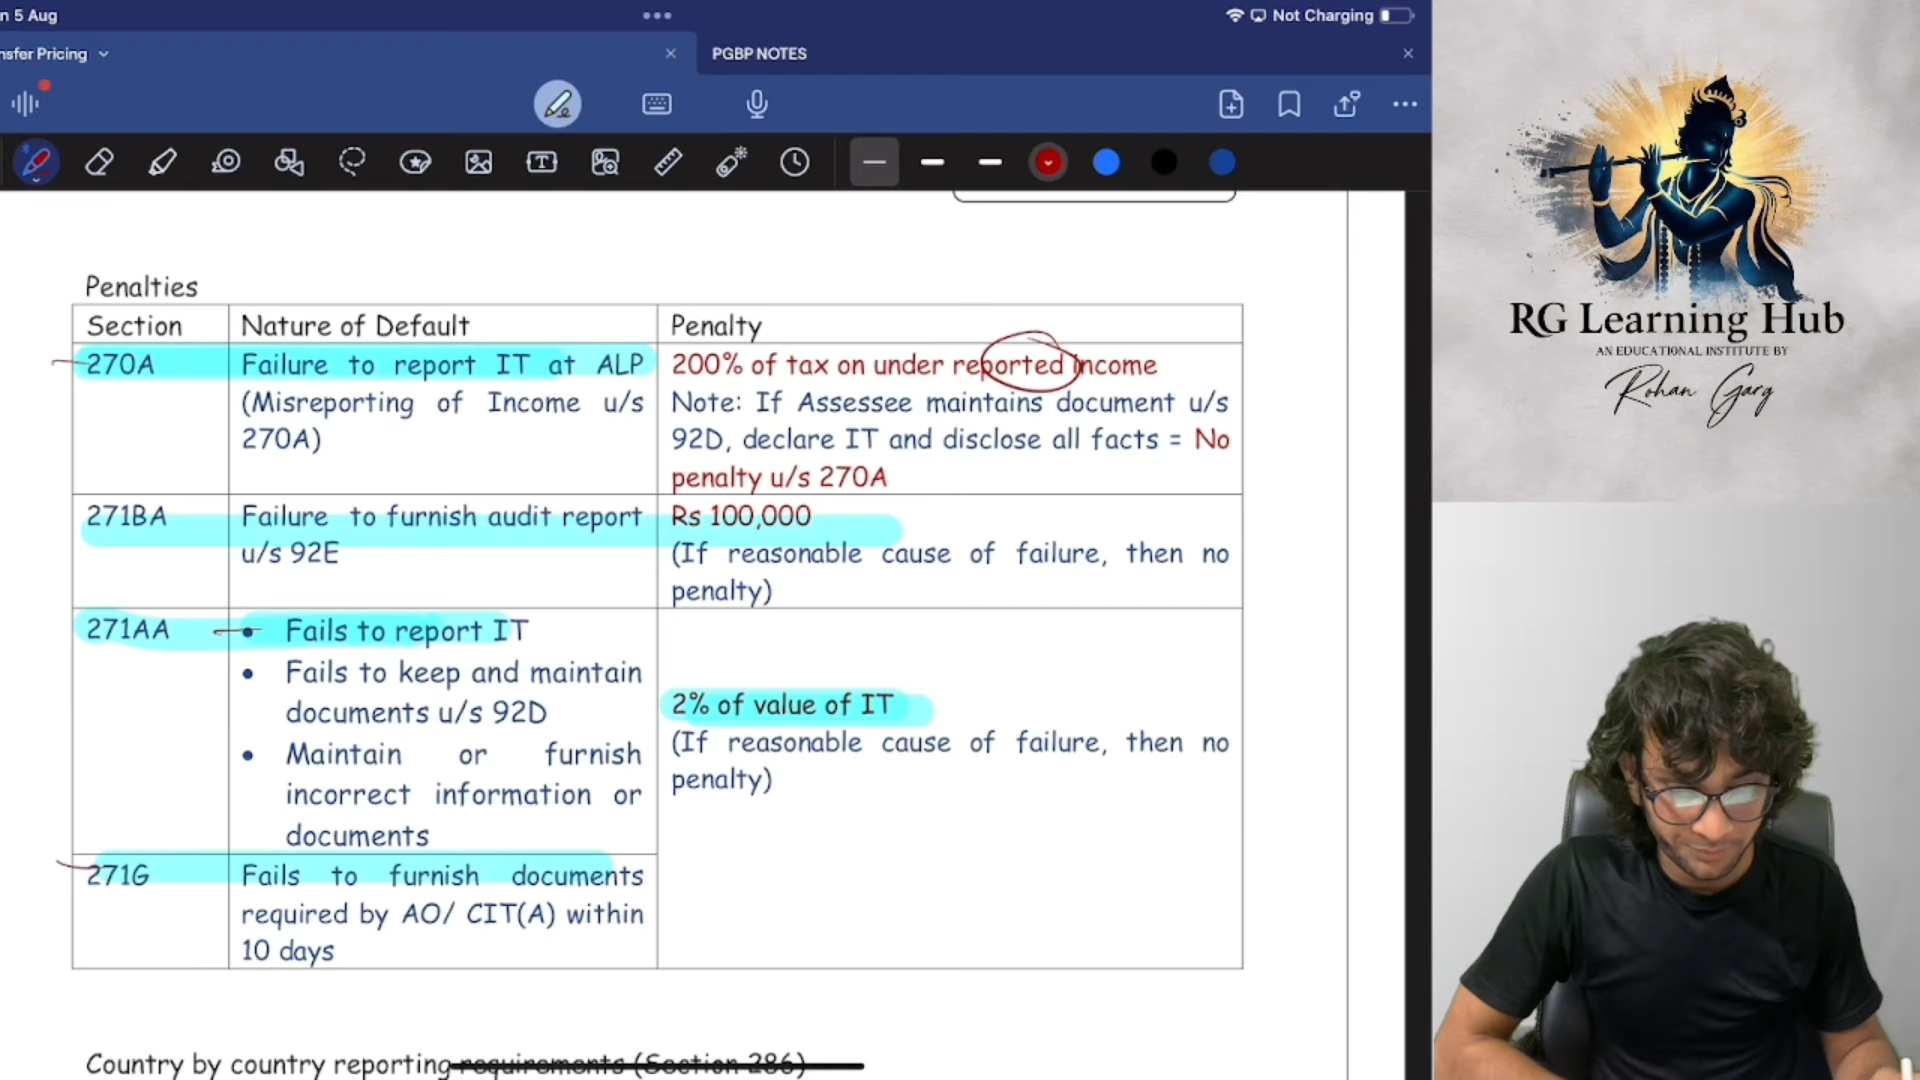 n 5 Aug
Not Charging
nsfer Pricing
PGBP NOTES
Penalties
Section
Nature of Default
Penalty
270A
Failure to report IT at ALP
(Misreporting of Income u/s
270A)
200% of tax on under reported income
Note: If Assessee maintains document u/s
92D, declare IT and disclose all facts = No
penalty u/s 270A
271BA
Failure to furnish audit report
u/s 92E
Rs 100,000
(If reasonable cause of failure, then no
penalty)
271AA
• Fails to report IT
• Fails to keep and maintain
documents u/s 92D
• Maintain or furnish
incorrect information or
documents
2% of value of IT
(If reasonable cause of failure, then no
penalty)
271G
Fails to furnish documents
required by AO/ CIT(A) within
10 days
Country by country reporting requirements (Section 286)
RG Learning Hub
AN EDUCATIONAL INSTITUTE BY
Rohan Garg